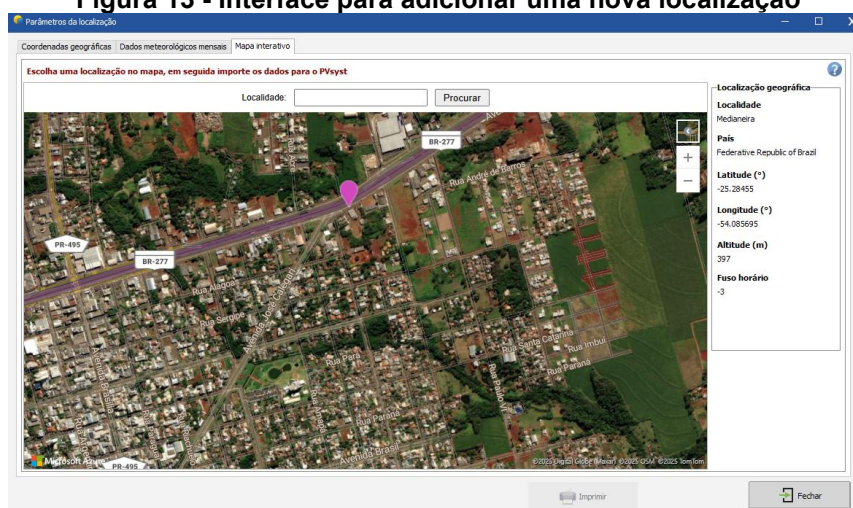 Figura 13 - Interface para adicionar uma nova localização
Parâmetros da localização
Coordenadas geográficas
Dados meteorológicos mensais
Mapa interativo
Escolha uma localização no mapa, em seguida importe os dados para o PVsyst
Localidade:
Procurar
BR-277
Rua André de Barros
PR-495
BR-277
Rua Alagoas
Rua Sergipe
Rua Pará
Rua Paraná
Avenida Brasil
Avenida Brasília
Rua Santa Catarina
Rua Imbuí
Rua Paraná
Rua Paulo VI
PR-495
Microsoft Azure
©2025 Digital Globe (Maxar) ©2025 OSM ©2025 TomTom
Localização geográfica
Localidade
Medianeira
País
Federative Republic of Brazil
Latitude (°)
-25.28455
Longitude (°)
-54.085695
Altitude (m)
397
Fuso horário
-3
Imprimir
Fechar